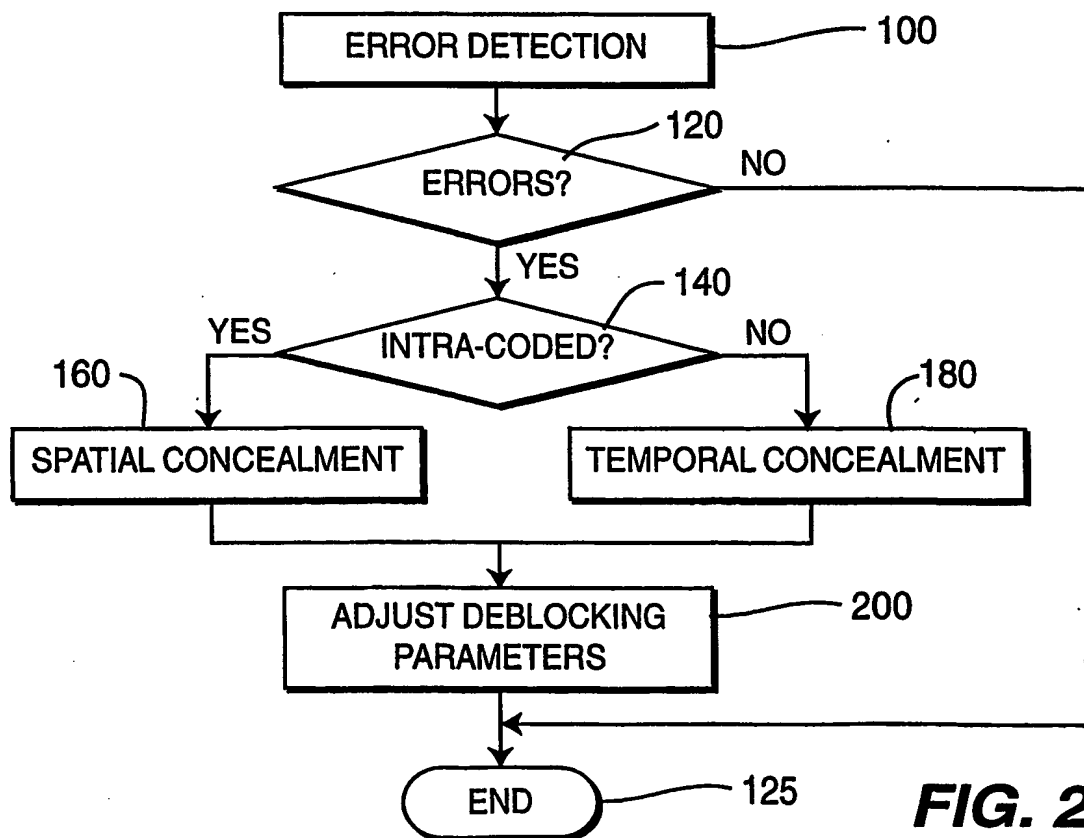 ERROR DETECTION
100
120
ERRORS?
NO
YES
140
YES
INTRA-CODED?
NO
160
180
SPATIAL CONCEALMENT
TEMPORAL CONCEALMENT
ADJUST DEBLOCKING
PARAMETERS
200
END
125
FIG. 2